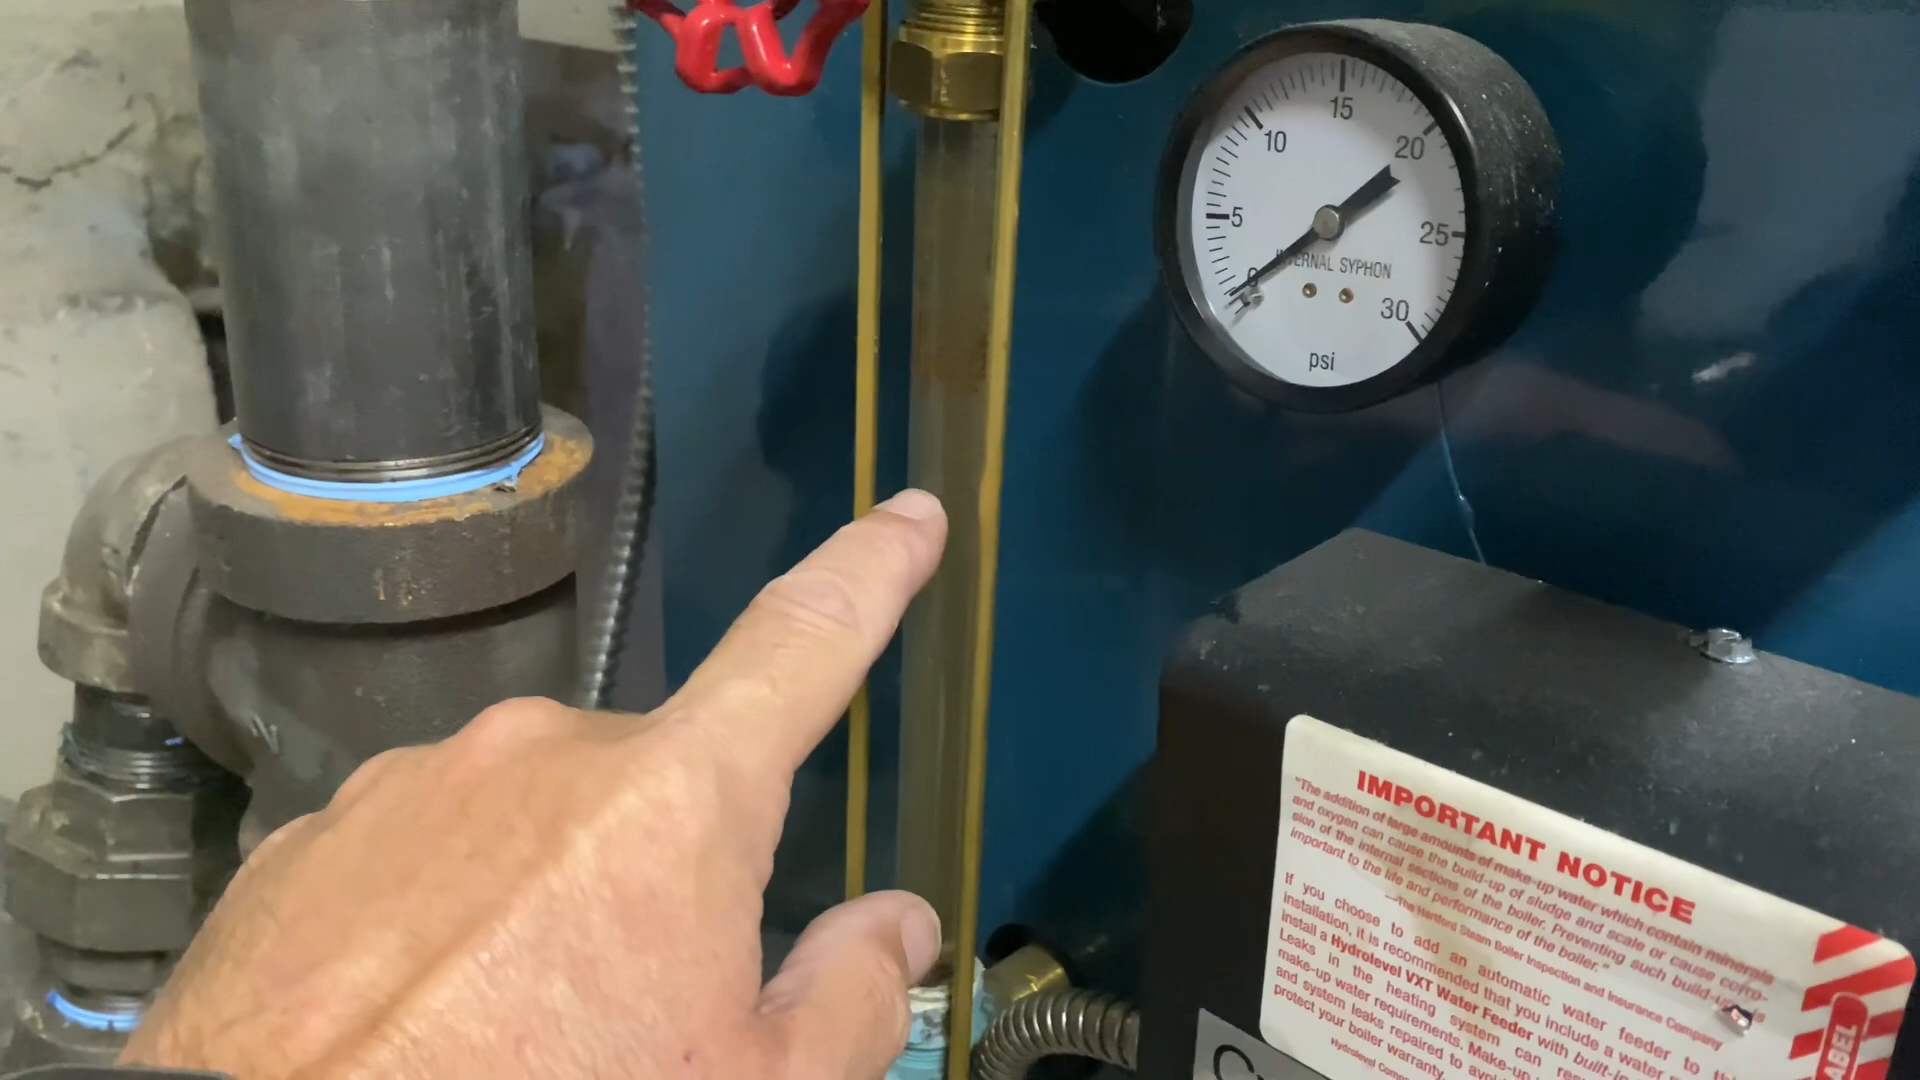 15
10
20
5
25
INTERNAL SYPHON
0
30
psi
IMPORTANT NOTICE
"The addition of large amounts of make-up water which contain minerals
and oxygen can cause the build-up of sludge and scale or cause corro-
sion of the internal sections of the boiler. Preventing such build-up is
important to the life and performance of the boiler."
—The Hartford Steam Boiler Inspection and Insurance Company
If you choose to add an automatic water feeder to this
installation, it is recommended that you include a water
install a Hydrolevel VXT Water Feeder with built-in
Leaks in the heating system can
make-up water requirements. Make-up
and system leaks repaired to avoid
protect your boiler warranty.
Hydrolevel